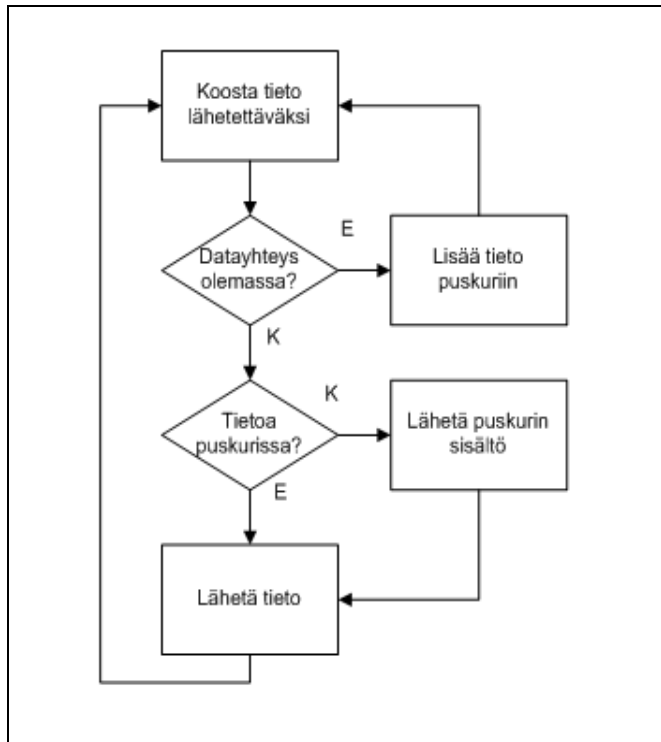 Koosta tieto
lähetettäväksi
Datayhteys
olemassa?
E
Lisää tieto
puskuriin
K
Tietoa
puskurissa?
K
Lähetä puskurin
sisältö
E
Lähetä tieto